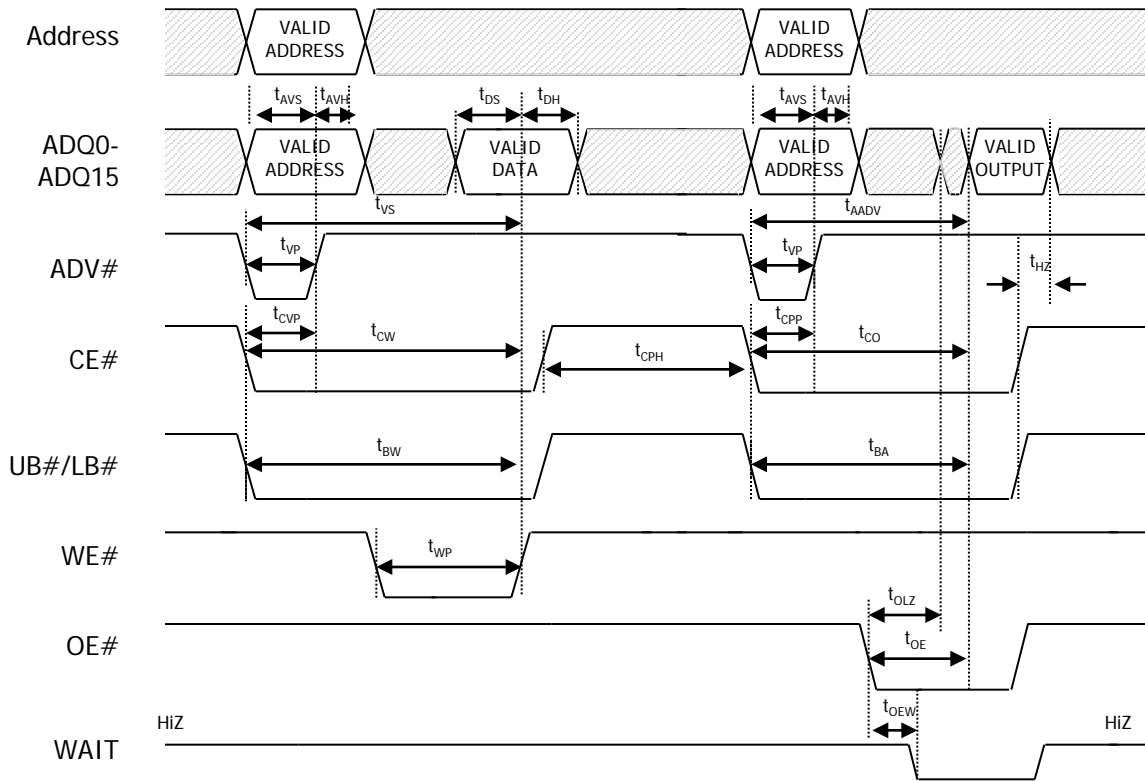 Address
VALID
ADDRESS
VALID
ADDRESS
tAVS
tAVH
tDS
tDH
tAVS
tAVH
ADQ0-
ADQ15
VALID
ADDRESS
VALID
DATA
VALID
ADDRESS
VALID
OUTPUT
tVS
tAADV
ADV#
tVP
tVP
tHZ
CE#
tCVP
tCW
tCPH
tCPP
tCO
UB#/LB#
tBW
tBA
WE#
tWP
OE#
tOLZ
tOE
WAIT
HiZ
tOEW
HiZ